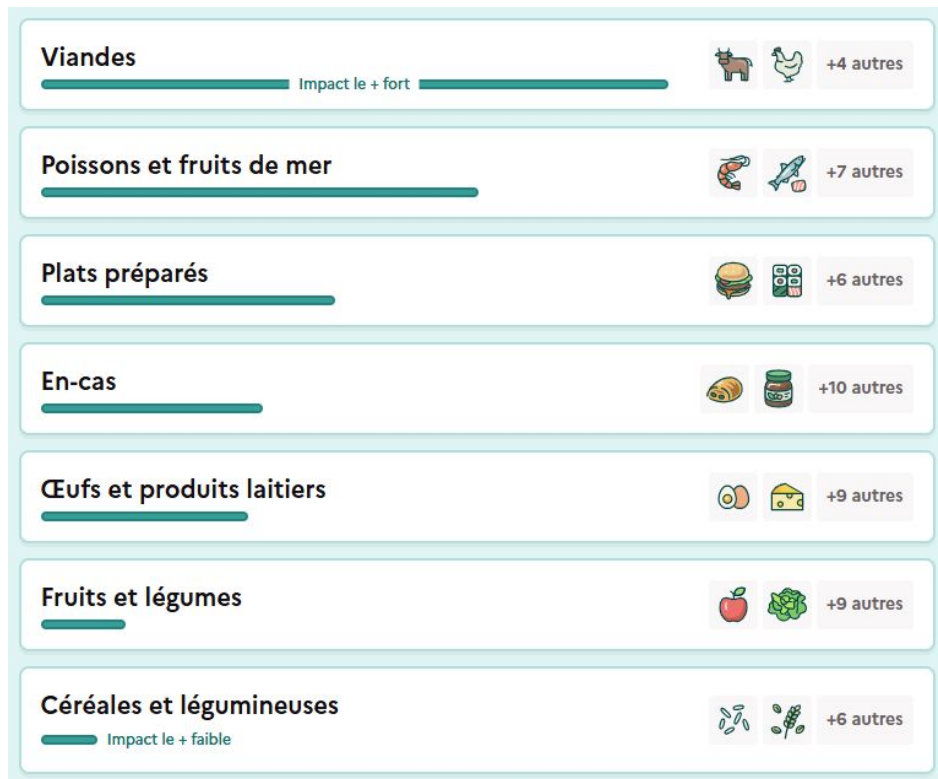 Viandes
Impact le + fort
+4 autres
Poissons et fruits de mer
+7 autres
Plats préparés
+6 autres
En-cas
+10 autres
Œufs et produits laitiers
+9 autres
Fruits et légumes
+9 autres
Céréales et légumineuses
Impact le + faible
+6 autres